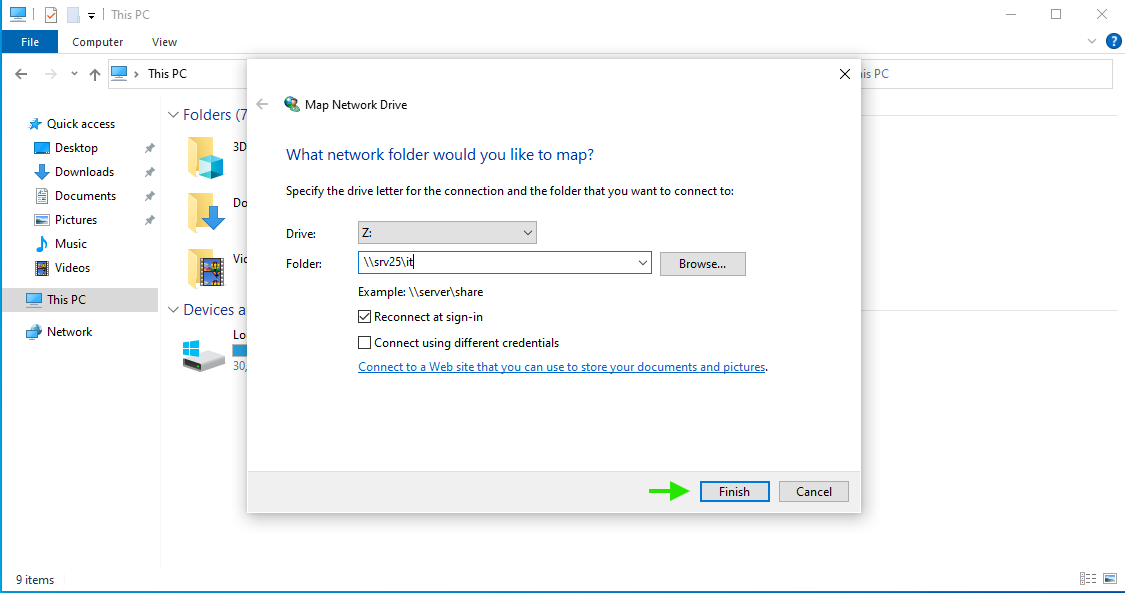 This PC
File Computer View
This PC
is PC
Map Network Drive
Quick access
Desktop
Downloads
Documents
Pictures
Music
Videos
This PC
Network
Folders (7
3D
Do
Vic
Devices a
Lo
30,
What network folder would you like to map?
Specify the drive letter for the connection and the folder that you want to connect to:
Drive: Z:
Folder: \\srv25\it Browse...
Example: \\server\share
Reconnect at sign-in
Connect using different credentials
Connect to a Web site that you can use to store your documents and pictures.
Finish Cancel
9 items